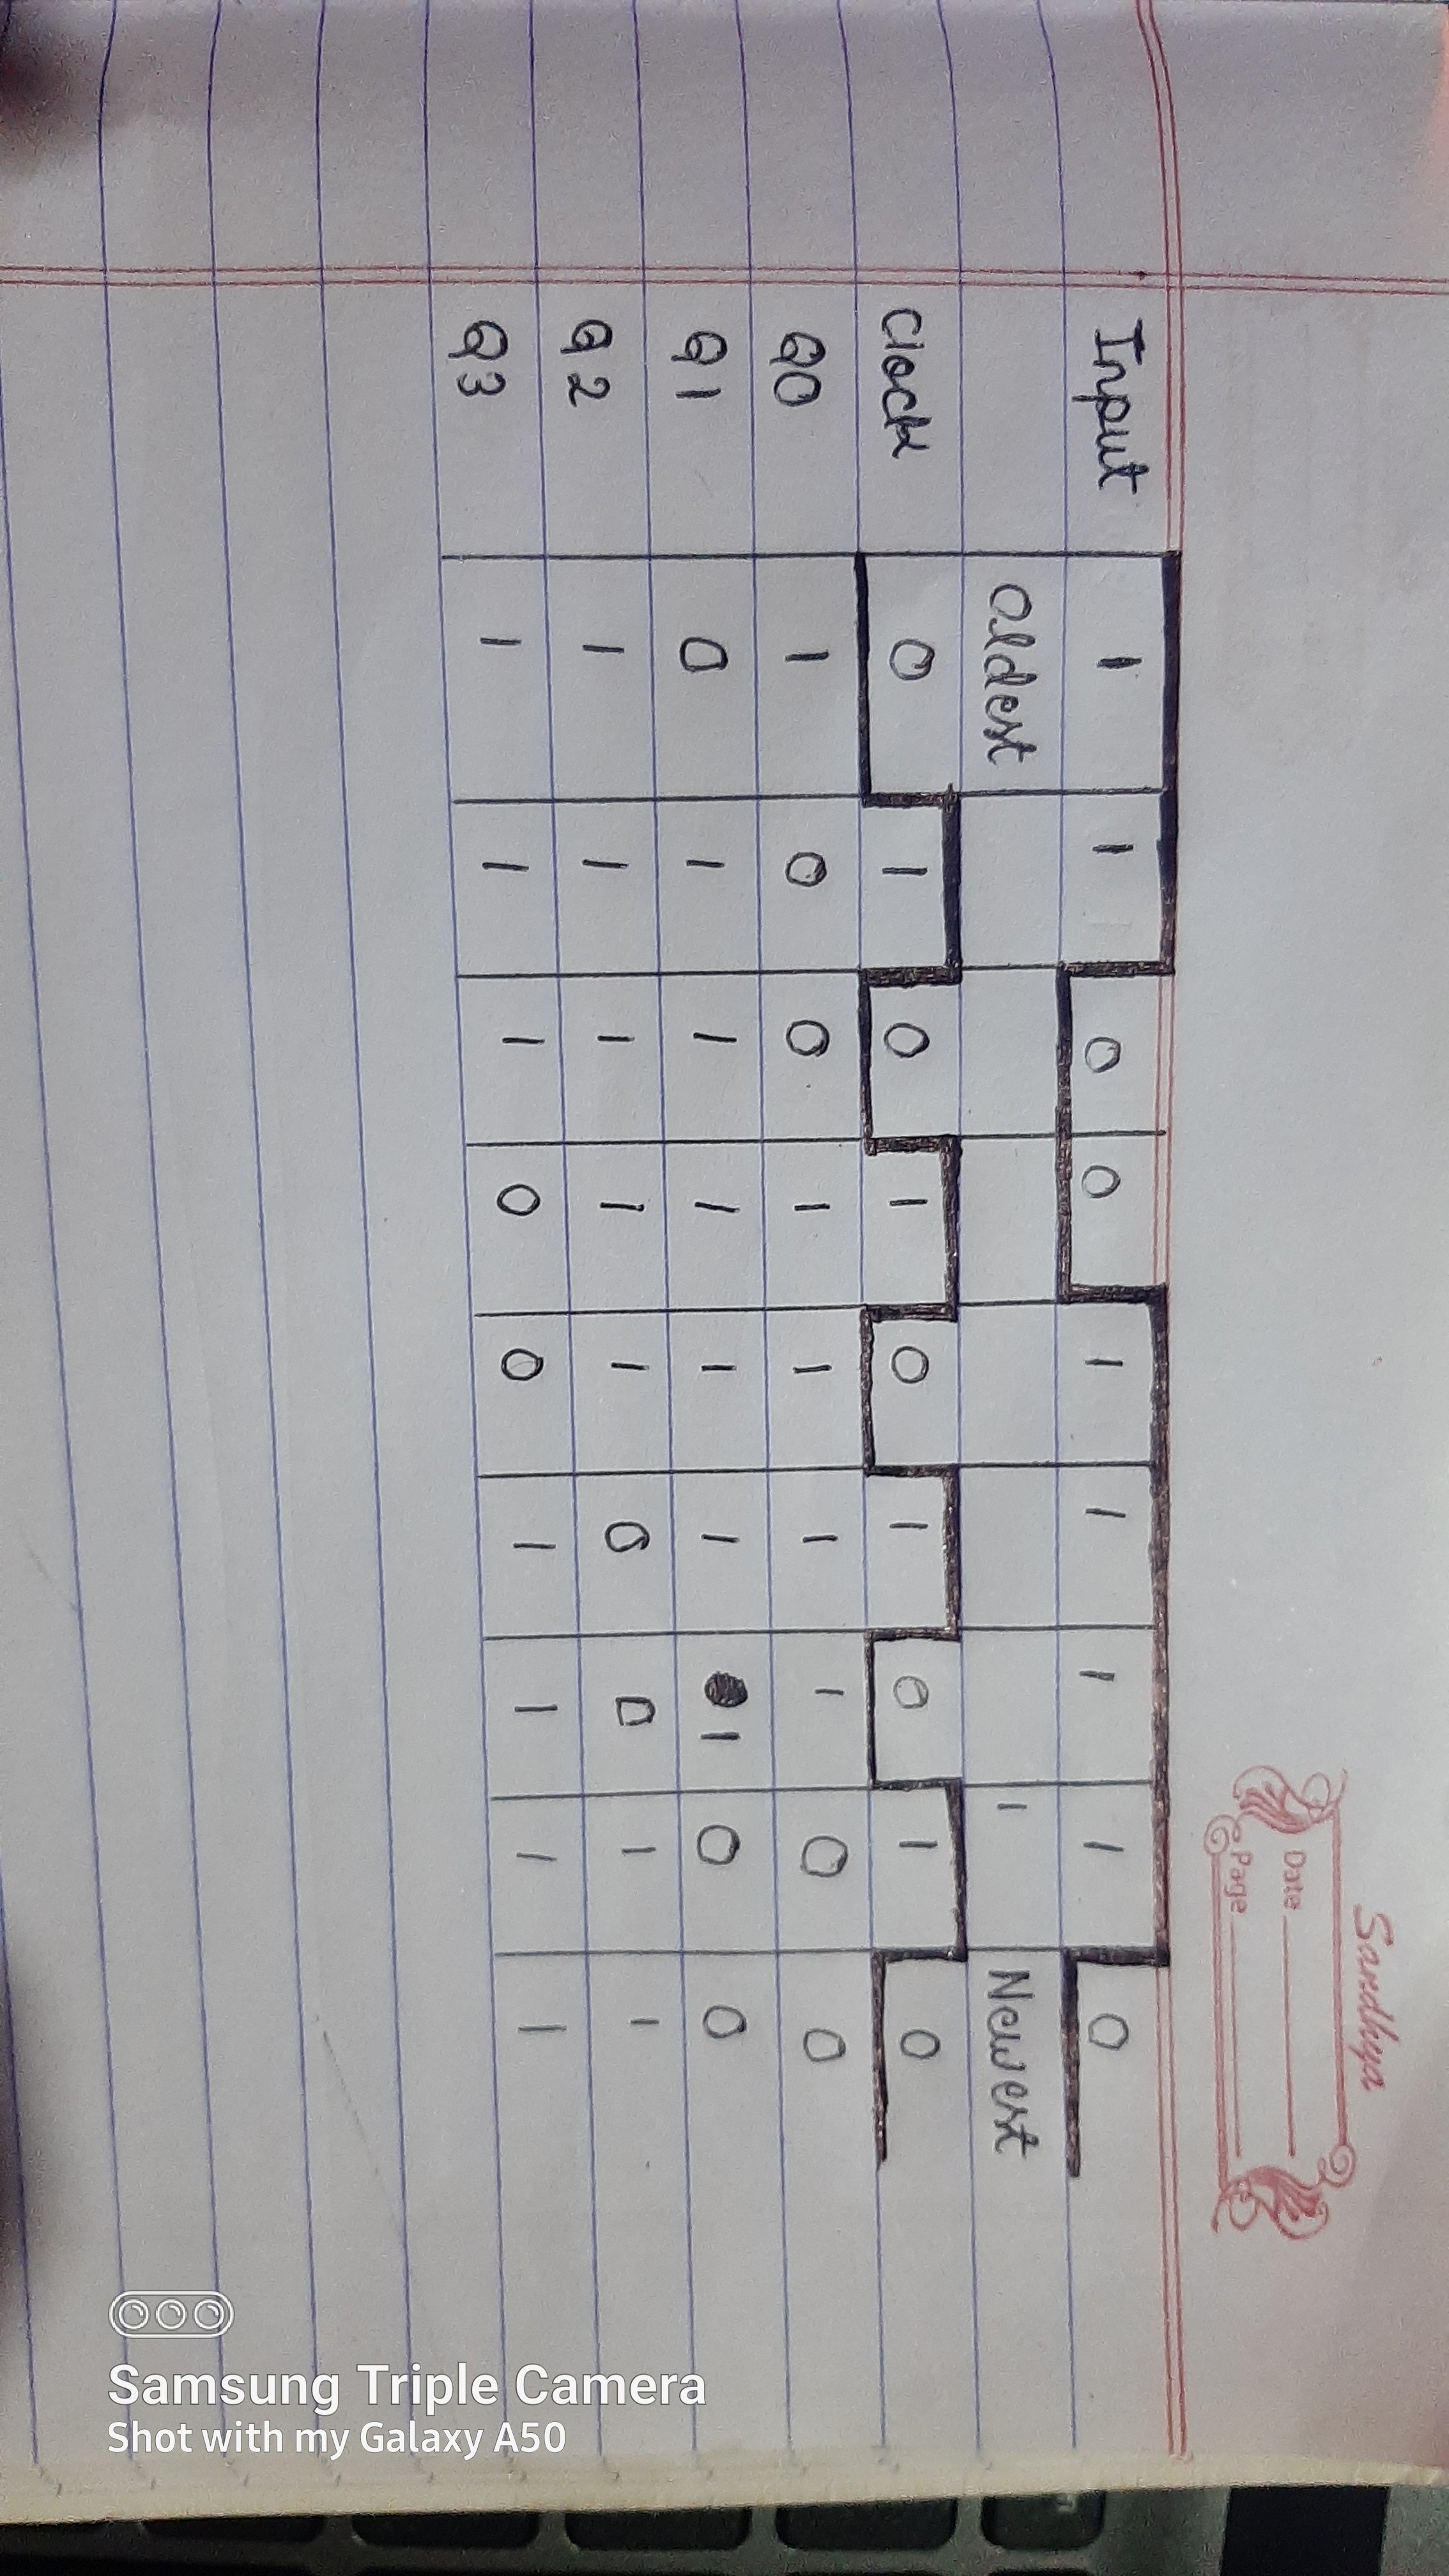 Sandhya
Date
Page
Input 1 1 0 0 1 1 1 1 0
Oldest 1 Newest
Clock 0 1 0 1 0 1 0 1 0
Q0 1 0 0 1 1 1 1 0 0
Q1 0 1 1 1 1 1 1 0 0
Q2 1 1 1 1 1 0 0 1 1
Q3 1 1 1 0 0 1 1 1 1
Samsung Triple Camera
Shot with my Galaxy A50